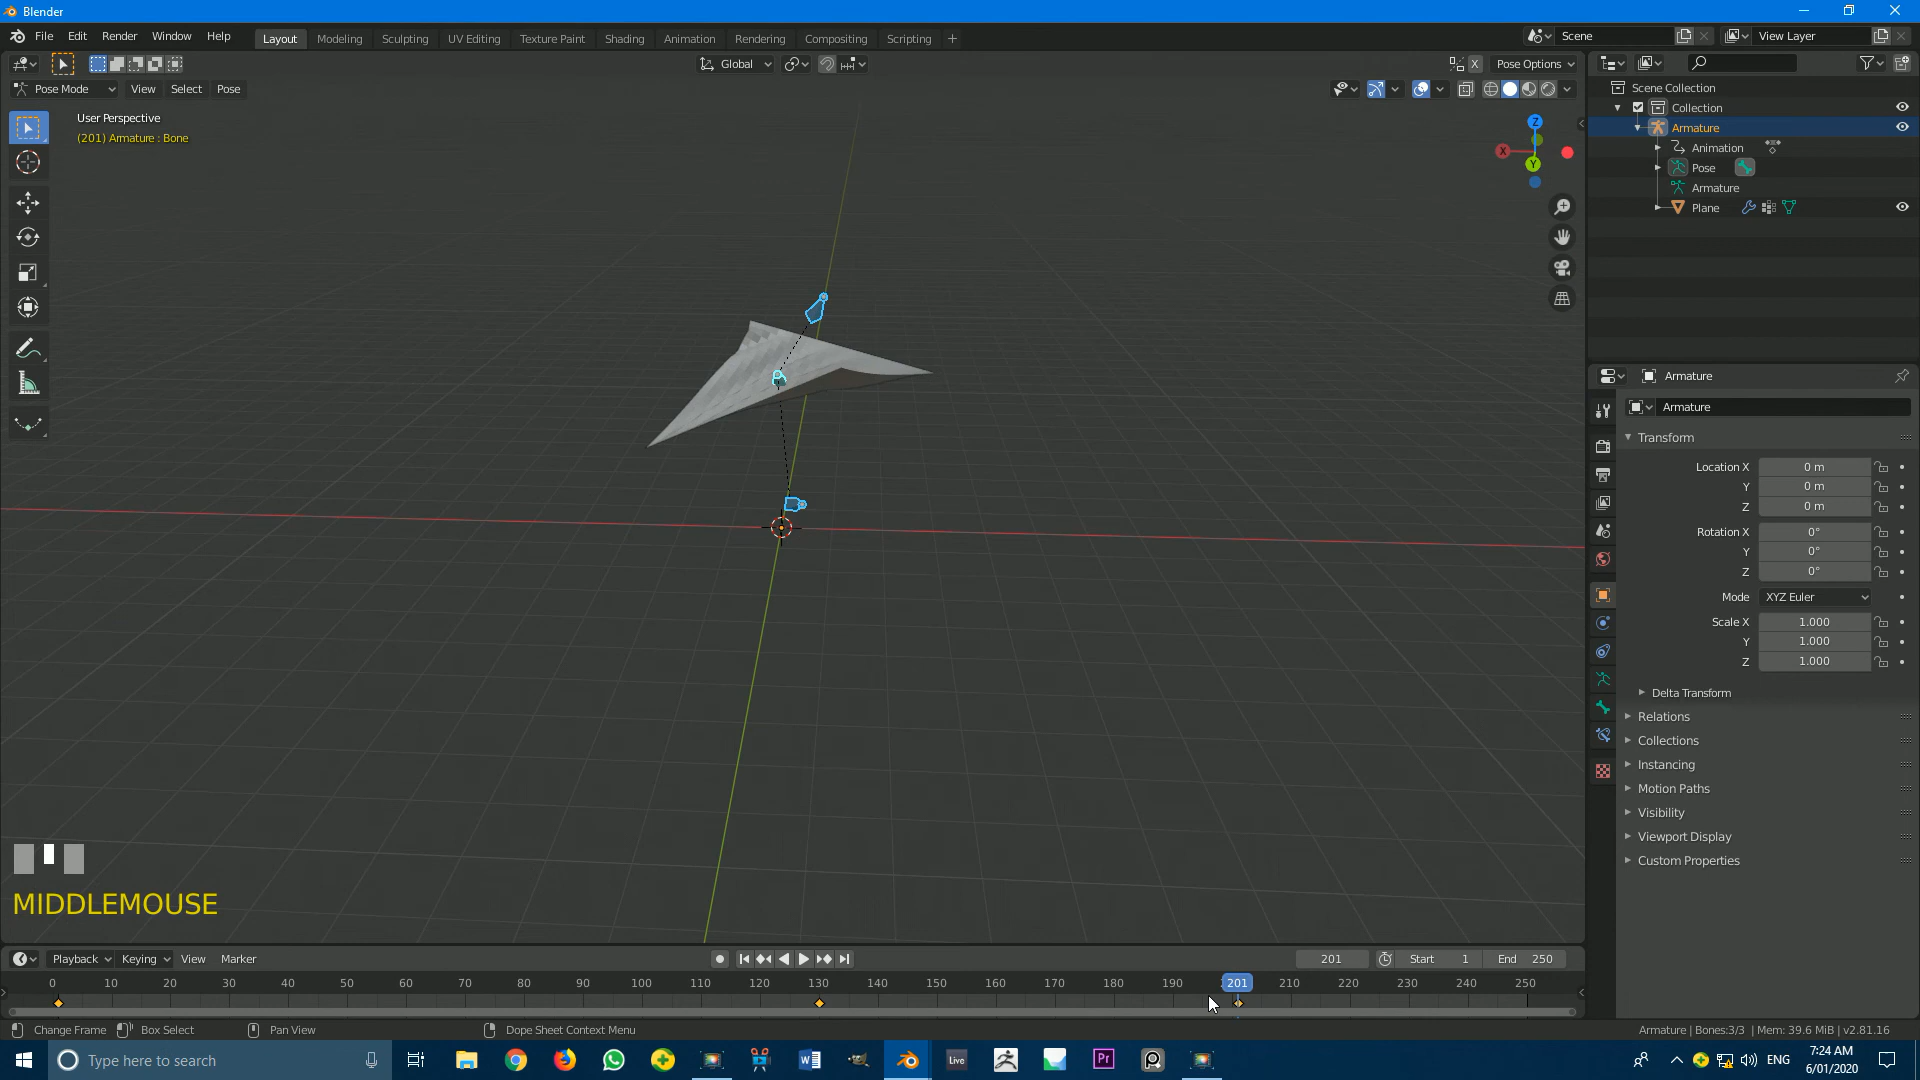 Blender
File Edit Render Window Help
Layout Modeling Sculpting UV Editing Texture Paint Shading Animation Rendering Compositing Scripting +
Scene View Layer
Global
X Pose Options
Pose Mode View Select Pose
User Perspective
(201) Armature : Bone
Z
X
Y
Scene Collection
Collection
Armature
Animation
Pose
Armature
Plane
Armature
Armature
Transform
Location X 0 m
Y 0 m
Z 0 m
Rotation X 0°
Y 0°
Z 0°
Mode XYZ Euler
Scale X 1.000
Y 1.000
Z 1.000
Delta Transform
Relations
Collections
Instancing
Motion Paths
Visibility
Viewport Display
Custom Properties
MIDDLEMOUSE
Playback Keying View Marker
201 Start 1 End 250
0 10 20 30 40 50 60 70 80 90 100 110 120 130 140 150 160 170 180 190 201 210 220 230 240 250
Change Frame Box Select Pan View Dope Sheet Context Menu
Armature | Bones:3/3 | Mem: 39.6 MiB | v2.81.16
Type here to search
W
Live
Pr
ENG
7:24 AM
6/01/2020